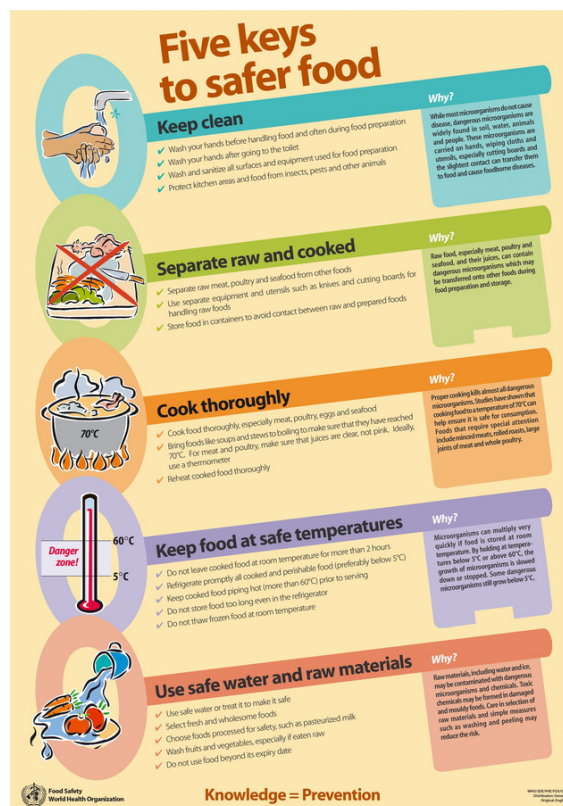 Five keys
to safer food
Keep clean
✔ Wash your hands before handling food and often during food preparation
✔ Wash your hands after going to the toilet
✔ Wash and sanitize all surfaces and equipment used for food preparation
✔ Protect kitchen areas and food from insects, pests and other animals
Why?
While most microorganisms do not cause
disease, dangerous microorganisms are
widely found in soil, water, animals
and people. These microorganisms are
carried on hands, wiping cloths and
utensils, especially cutting boards and
the slightest contact can transfer them
to food and cause foodborne diseases.
Separate raw and cooked
✔ Separate raw meat, poultry and seafood from other foods
✔ Use separate equipment and utensils such as knives and cutting boards for
handling raw foods
✔ Store food in containers to avoid contact between raw and prepared foods
Why?
Raw food, especially meat, poultry and
seafood, and their juices, can contain
dangerous microorganisms which may
be transferred onto other foods during
food preparation and storage.
70°C
Cook thoroughly
✔ Cook food thoroughly, especially meat, poultry, eggs and seafood
✔ Bring foods like soups and stews to boiling to make sure that they have reached
70°C. For meat and poultry, make sure that juices are clear, not pink. Ideally,
use a thermometer
✔ Reheat cooked food thoroughly
Why?
Proper cooking kills almost all dangerous
microorganisms. Studies have shown that
cooking food to a temperature of 70°C can
help ensure it is safe for consumption.
Foods that require special attention
include minced meats, rolled roasts, large
joints of meat and whole poultry.
Danger
zone!
60°C
5°C
Keep food at safe temperatures
✔ Do not leave cooked food at room temperature for more than 2 hours
✔ Refrigerate promptly all cooked and perishable food (preferably below 5°C)
✔ Keep cooked food piping hot (more than 60°C) prior to serving
✔ Do not store food too long even in the refrigerator
✔ Do not thaw frozen food at room temperature
Why?
Microorganisms can multiply very
quickly if food is stored at room
temperature. By holding at tempera-
tures below 5°C or above 60°C, the
growth of microorganisms is slowed
down or stopped. Some dangerous
microorganisms still grow below 5°C.
Use safe water and raw materials
✔ Use safe water or treat it to make it safe
✔ Select fresh and wholesome foods
✔ Choose foods processed for safety, such as pasteurized milk
✔ Wash fruits and vegetables, especially if eaten raw
✔ Do not use food beyond its expiry date
Why?
Raw materials, including water and ice,
may be contaminated with dangerous
microorganisms and chemicals. Toxic
chemicals may be formed in damaged
and mouldy foods. Care in selection of
raw materials and simple measures
such as washing and peeling may
reduce the risk.
Food Safety
World Health Organization
Knowledge = Prevention